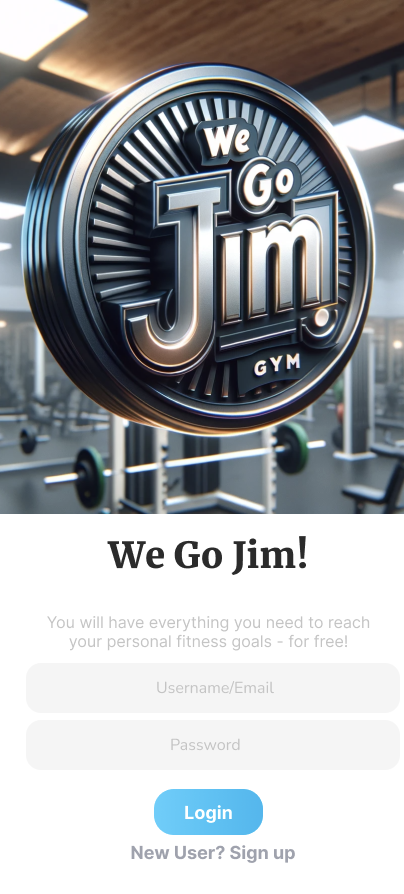 We
Go
Jim
GYM
We Go Jim!
You will have everything you need to reach
your personal fitness goals - for free!
Username/Email
Password
Login
New User? Sign up